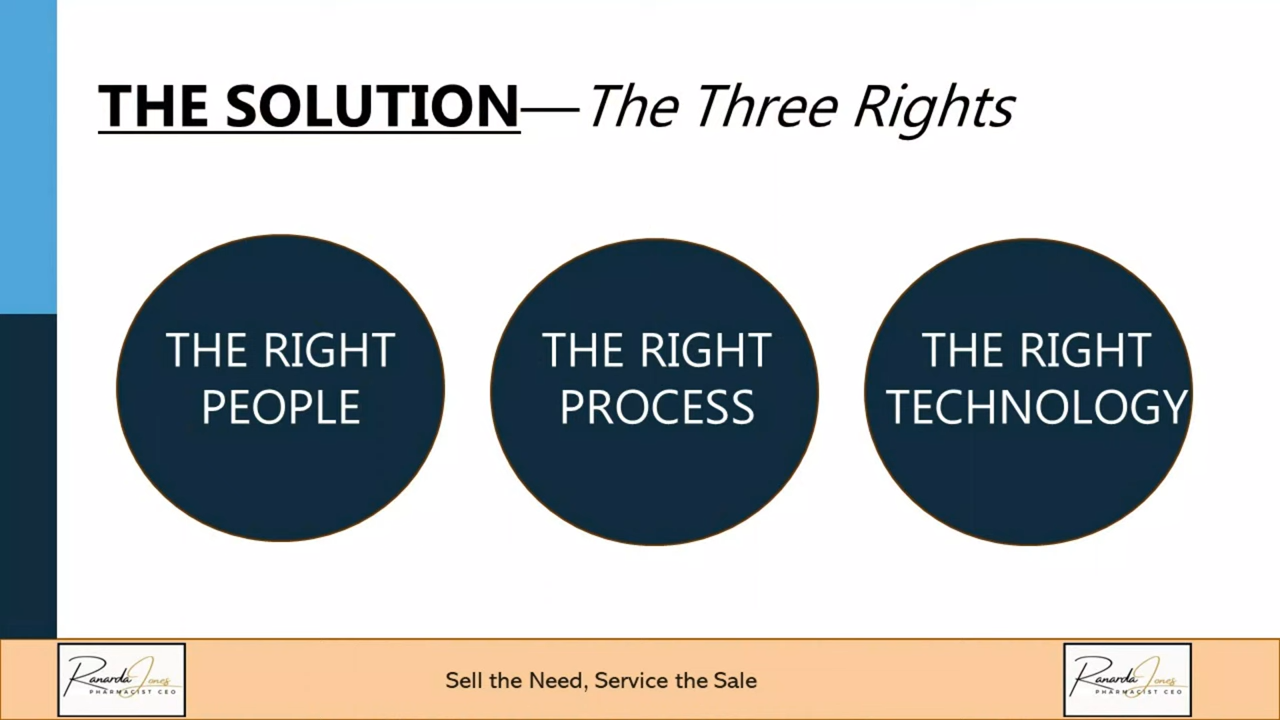 THE SOLUTION—The Three Rights
THE RIGHT
PEOPLE
THE RIGHT
PROCESS
THE RIGHT
TECHNOLOGY
Ranarda Jones
PHARMACIST CEO
Sell the Need, Service the Sale
Ranarda Jones
PHARMACIST CEO